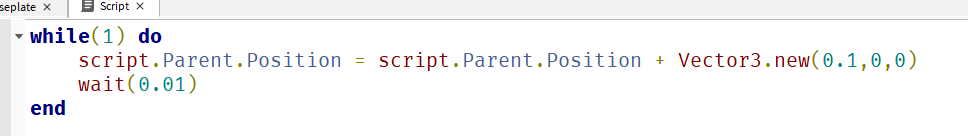 seplate ×
Script ×
while(1) do
script.Parent.Position = script.Parent.Position + Vector3.new(0.1,0,0)
wait(0.01)
end